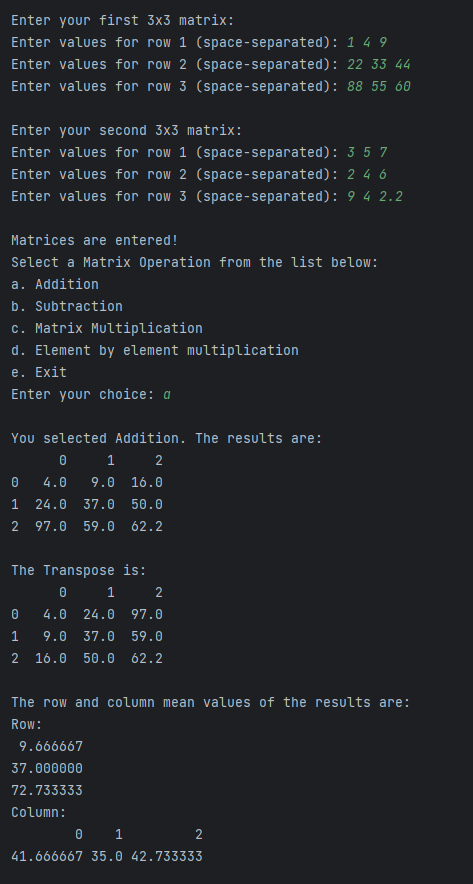 Enter your first 3x3 matrix:
Enter values for row 1 (space-separated): 1 4 9
Enter values for row 2 (space-separated): 22 33 44
Enter values for row 3 (space-separated): 88 55 60

Enter your second 3x3 matrix:
Enter values for row 1 (space-separated): 3 5 7
Enter values for row 2 (space-separated): 2 4 6
Enter values for row 3 (space-separated): 9 4 2.2

Matrices are entered!
Select a Matrix Operation from the list below:
a. Addition
b. Subtraction
c. Matrix Multiplication
d. Element by element multiplication
e. Exit
Enter your choice: a

You selected Addition. The results are:
      0     1     2
0   4.0   9.0  16.0
1  24.0  37.0  50.0
2  97.0  59.0  62.2

The Transpose is:
      0     1     2
0   4.0  24.0  97.0
1   9.0  37.0  59.0
2  16.0  50.0  62.2

The row and column mean values of the results are:
Row:
 9.666667
37.000000
72.733333
Column:
        0    1         2
41.666667 35.0 42.733333